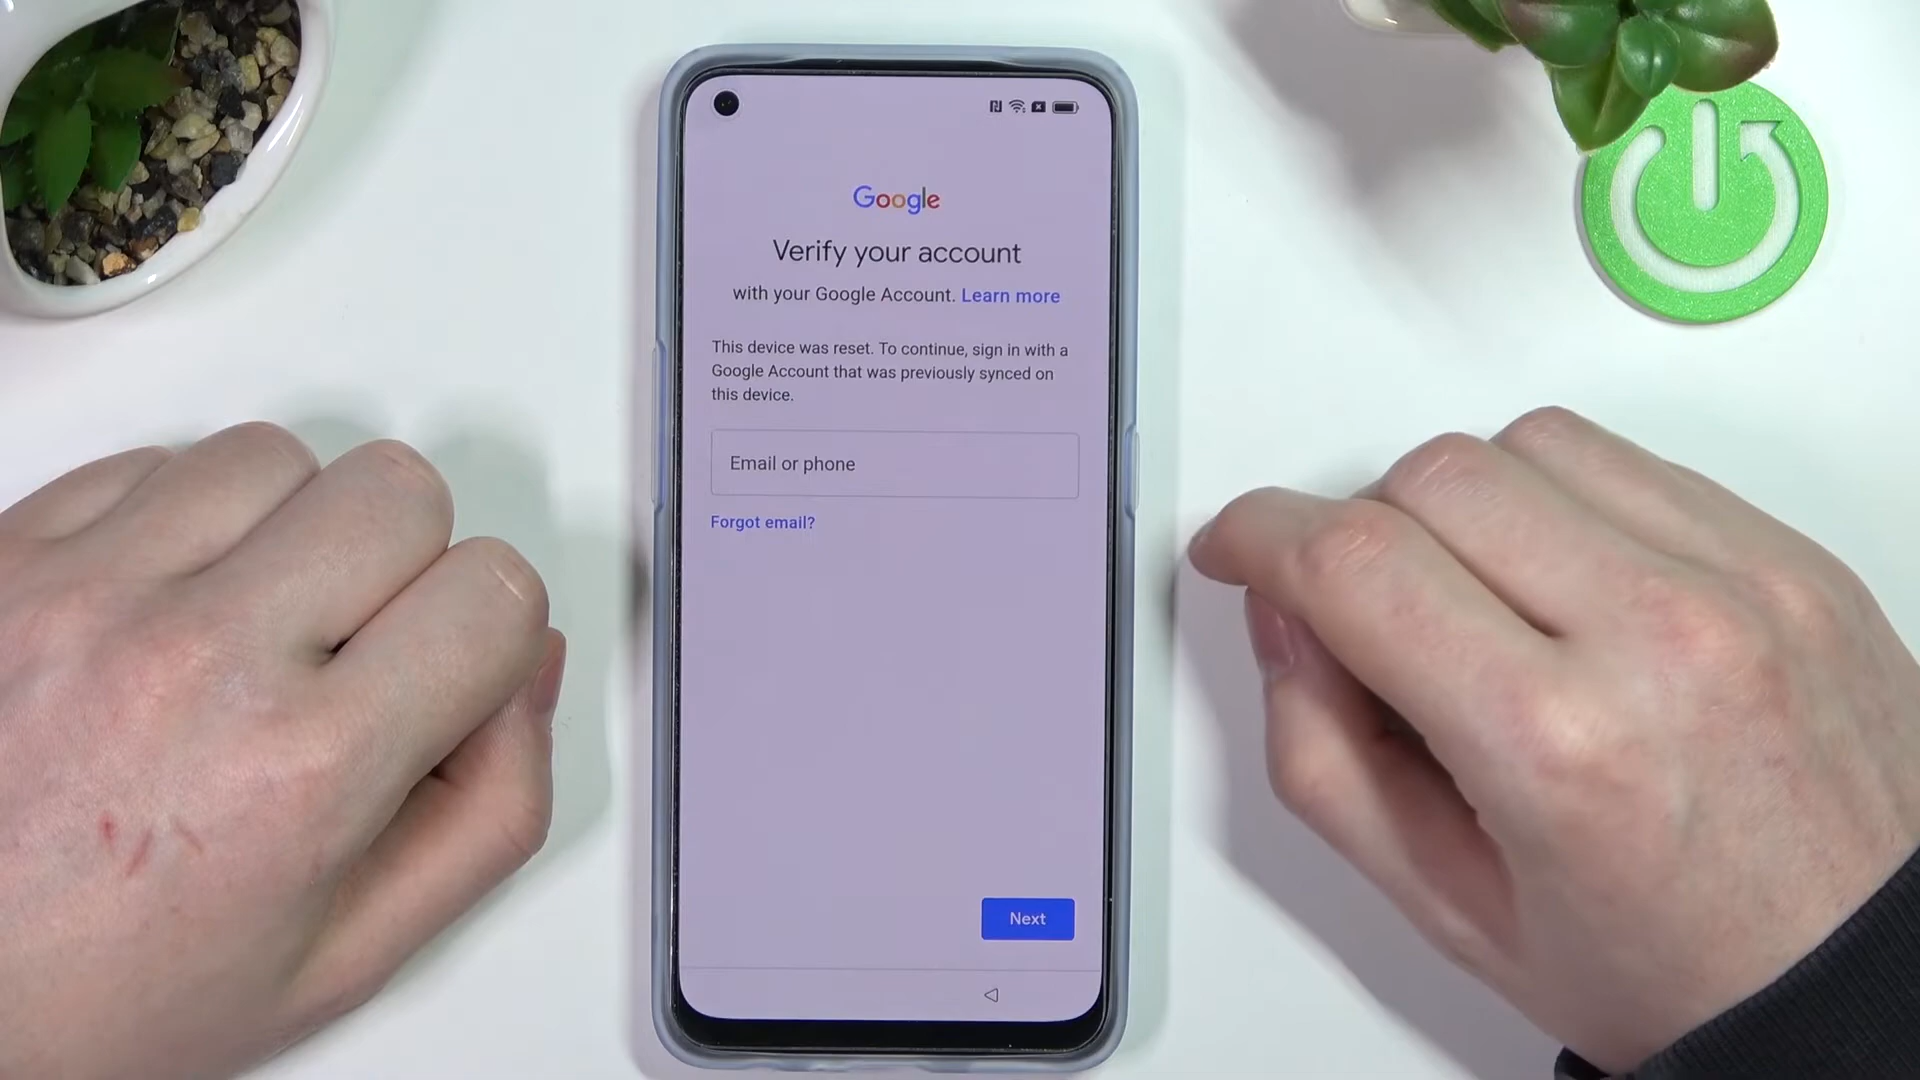 Google
Verify your account
with your Google Account. Learn more
This device was reset. To continue, sign in with a
Google Account that was previously synced on
this device.
Email or phone
Forgot email?
Next